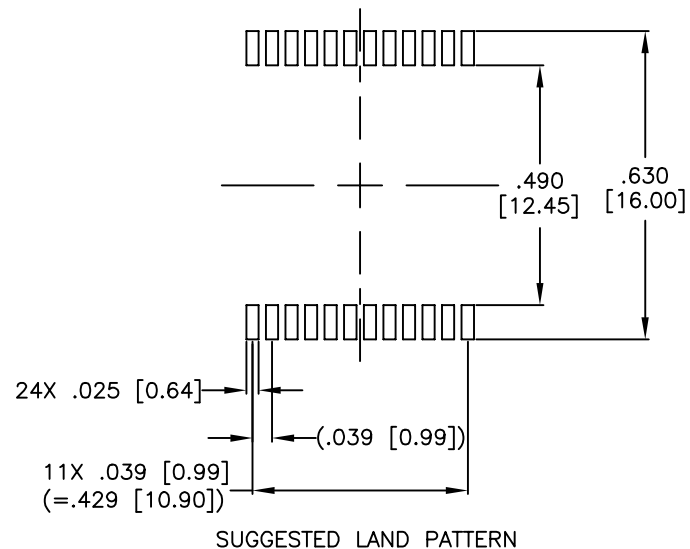 .490
[12.45]
.630
[16.00]
24X .025 [0.64]
(.039 [0.99])
11X .039 [0.99]
(=.429 [10.90])
SUGGESTED LAND PATTERN